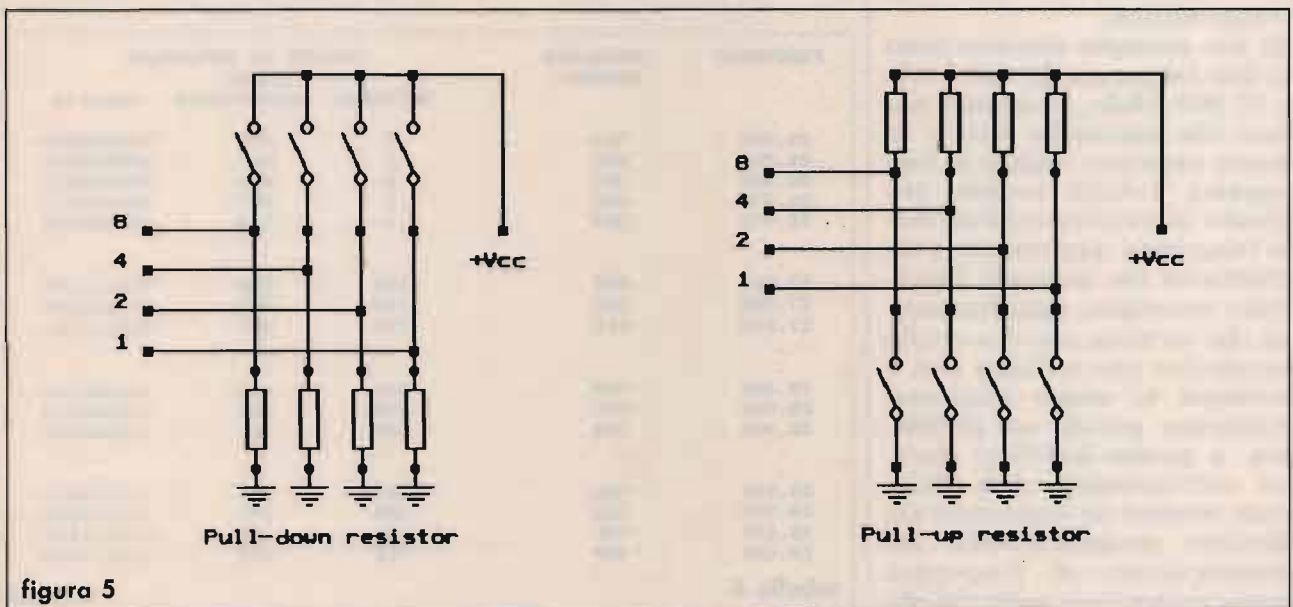 8
4
2
1
+Vcc
Pull-down resistor
8
4
2
1
+Vcc
Pull-up resistor
figura 5